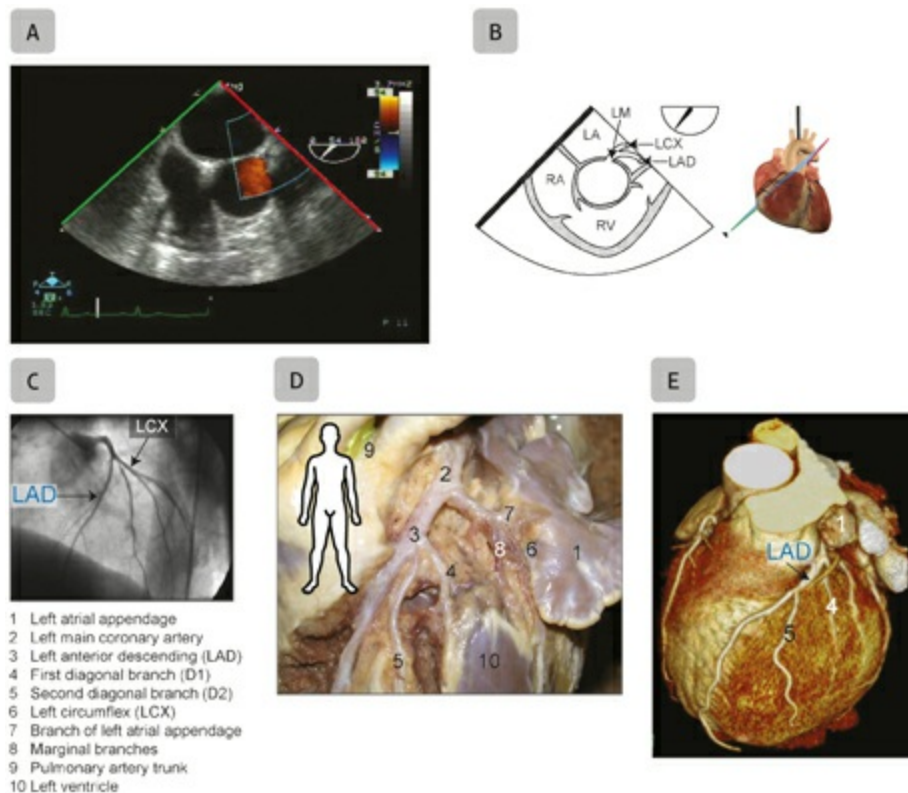 A
B
0 94 180
LM
LA
LCX
LAD
RA
RV
C
D
E
LCX
LAD
9
2
7
3
8
6
1
4
5
10
LAD
1
4
5
1 Left atrial appendage
2 Left main coronary artery
3 Left anterior descending (LAD)
4 First diagonal branch (D1)
5 Second diagonal branch (D2)
6 Left circumflex (LCX)
7 Branch of left atrial appendage
8 Marginal branches
9 Pulmonary artery trunk
10 Left ventricle